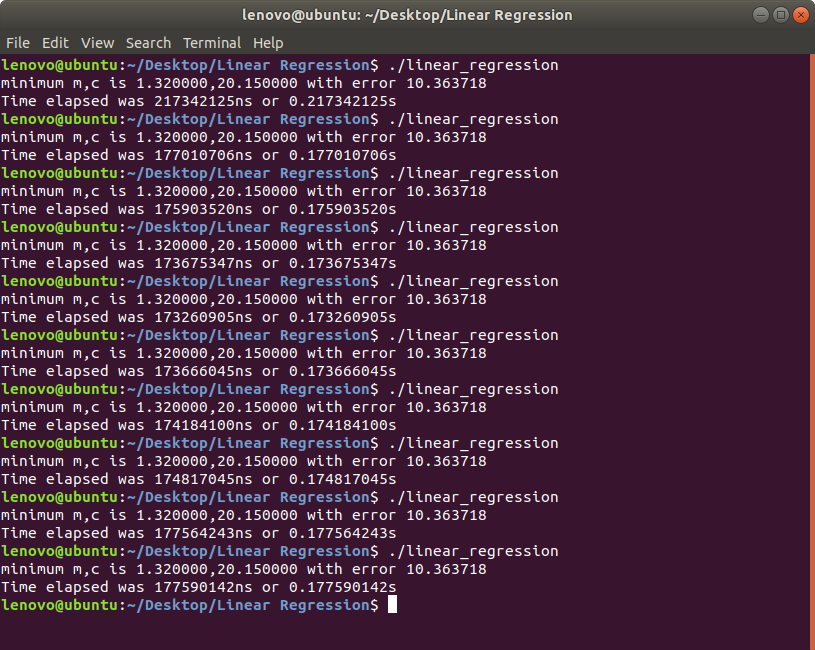 lenovo@ubuntu: ~/Desktop/Linear Regression
File Edit View Search Terminal Help
lenovo@ubuntu:~/Desktop/Linear Regression$ ./linear_regression
minimum m,c is 1.320000,20.150000 with error 10.363718
Time elapsed was 217342125ns or 0.217342125s
lenovo@ubuntu:~/Desktop/Linear Regression$ ./linear_regression
minimum m,c is 1.320000,20.150000 with error 10.363718
Time elapsed was 177010706ns or 0.177010706s
lenovo@ubuntu:~/Desktop/Linear Regression$ ./linear_regression
minimum m,c is 1.320000,20.150000 with error 10.363718
Time elapsed was 175903520ns or 0.175903520s
lenovo@ubuntu:~/Desktop/Linear Regression$ ./linear_regression
minimum m,c is 1.320000,20.150000 with error 10.363718
Time elapsed was 173675347ns or 0.173675347s
lenovo@ubuntu:~/Desktop/Linear Regression$ ./linear_regression
minimum m,c is 1.320000,20.150000 with error 10.363718
Time elapsed was 173260905ns or 0.173260905s
lenovo@ubuntu:~/Desktop/Linear Regression$ ./linear_regression
minimum m,c is 1.320000,20.150000 with error 10.363718
Time elapsed was 173666045ns or 0.173666045s
lenovo@ubuntu:~/Desktop/Linear Regression$ ./linear_regression
minimum m,c is 1.320000,20.150000 with error 10.363718
Time elapsed was 174184100ns or 0.174184100s
lenovo@ubuntu:~/Desktop/Linear Regression$ ./linear_regression
minimum m,c is 1.320000,20.150000 with error 10.363718
Time elapsed was 174817045ns or 0.174817045s
lenovo@ubuntu:~/Desktop/Linear Regression$ ./linear_regression
minimum m,c is 1.320000,20.150000 with error 10.363718
Time elapsed was 177564243ns or 0.177564243s
lenovo@ubuntu:~/Desktop/Linear Regression$ ./linear_regression
minimum m,c is 1.320000,20.150000 with error 10.363718
Time elapsed was 177590142ns or 0.177590142s
lenovo@ubuntu:~/Desktop/Linear Regression$